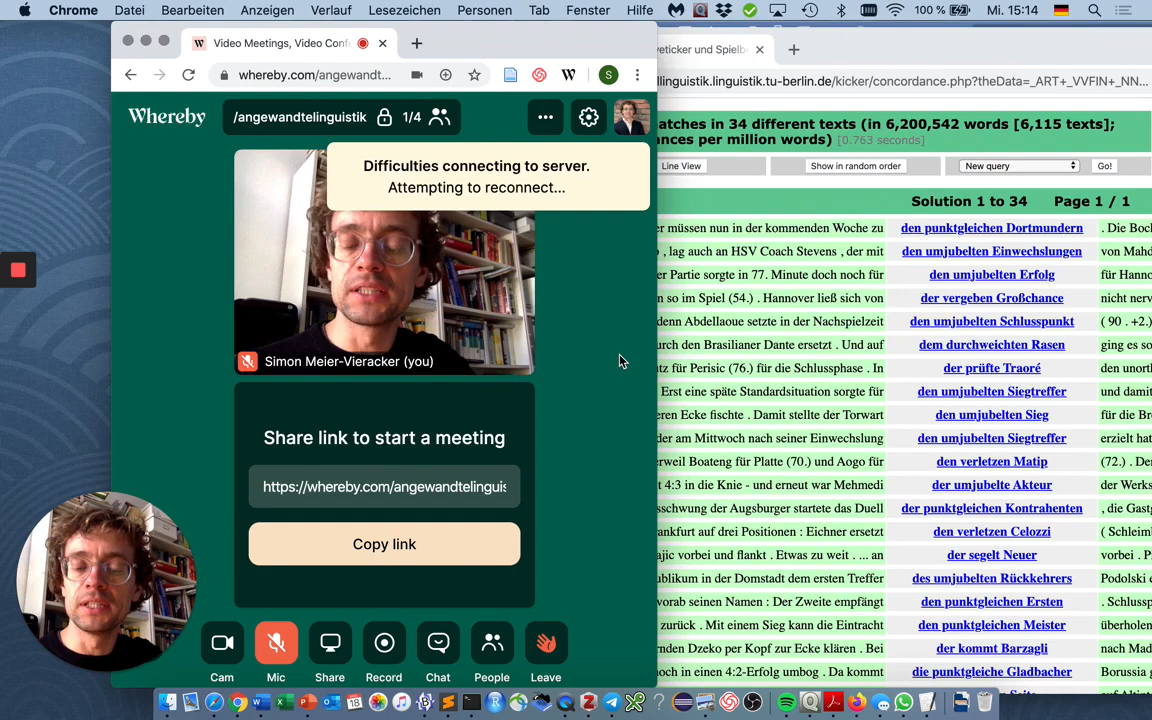 Chrome Datei Bearbeiten Anzeigen Verlauf Lesezeichen Personen Tab Fenster Hilfe 100 % Mi. 15:14
W Video Meetings, Video Conf
eticker und Spielb
whereby.com/angewandt... W S
llinguistik.linguistik.tu-berlin.de/kicker/concordance.php?theData=_ART+_VVFIN+_NN...
Whereby /angewandtelinguistik 1/4
atches in 34 different texts (in 6,200,542 words [6,115 texts];
nces per million words) [0.763 seconds]
Line View Show in random order New query Go!
Difficulties connecting to server.
Attempting to reconnect...
Solution 1 to 34 Page 1 / 1
er müssen nun in der kommenden Woche zu den punktgleichen Dortmundern . Die Boc
, lag auch an HSV Coach Stevens , der mit den umjubelten Einwechslungen von Mahd
er Partie sorgte in 77. Minute doch noch für den umjubelten Erfolg für Hanno
n so im Spiel (54.) . Hannover ließ sich von der vergeben Großchance nicht nerv
denn Abdellaoue setzte in der Nachspielzeit den umjubelten Schlusspunkt ( 90 . +2.)
urch den Brasilianer Dante ersetzt . Und auf dem durchweichten Rasen ging es so
tz für Perisic (76.) für die Schlussphase . In der prüfte Traoré den unort
Erst eine späte Standardsituation sorgte für den umjubelten Siegtreffer und damit
eren Ecke fischte . Damit stellte der Torwart den umjubelten Sieg für die B
der am Mittwoch nach seiner Einwechslung den umjubelten Siegtreffer erzielt hat
erweil Boateng für Platte (70.) und Aogo für den verletzen Matip (72.) . Der
t 4:3 in die Knie - und erneut war Mehmedi der umjubelte Akteur der Werks
sschwung der Augsburger startete das Duell der punktgleichen Kontrahenten , die Gast
ankfurt auf drei Positionen : Eichner ersetzt den verletzen Celozzi ( Schleim
ajic vorbei und flankt . Etwas zu weit . ... an der segelt Neuer vorbei . P
ublikum in der Domstadt dem ersten Treffer des umjubelten Rückkehrers Podolski e
vorab seinen Namen : Der Zweite empfängt den punktgleichen Ersten . Schlussp
zurück . Mit einem Sieg kann die Eintracht den punktgleichen Meister überholen
rnden Dzeko per Kopf zur Ecke klären . Bei der kommt Barzagli nach Mad
och in einen 4:2-Erfolg umbog . Da kommt die punktgleiche Gladbacher Borussia
Simon Meier-Vieracker (you)
Share link to start a meeting
https://whereby.com/angewandtelinguis
Copy link
Cam Mic Share Record Chat People Leave